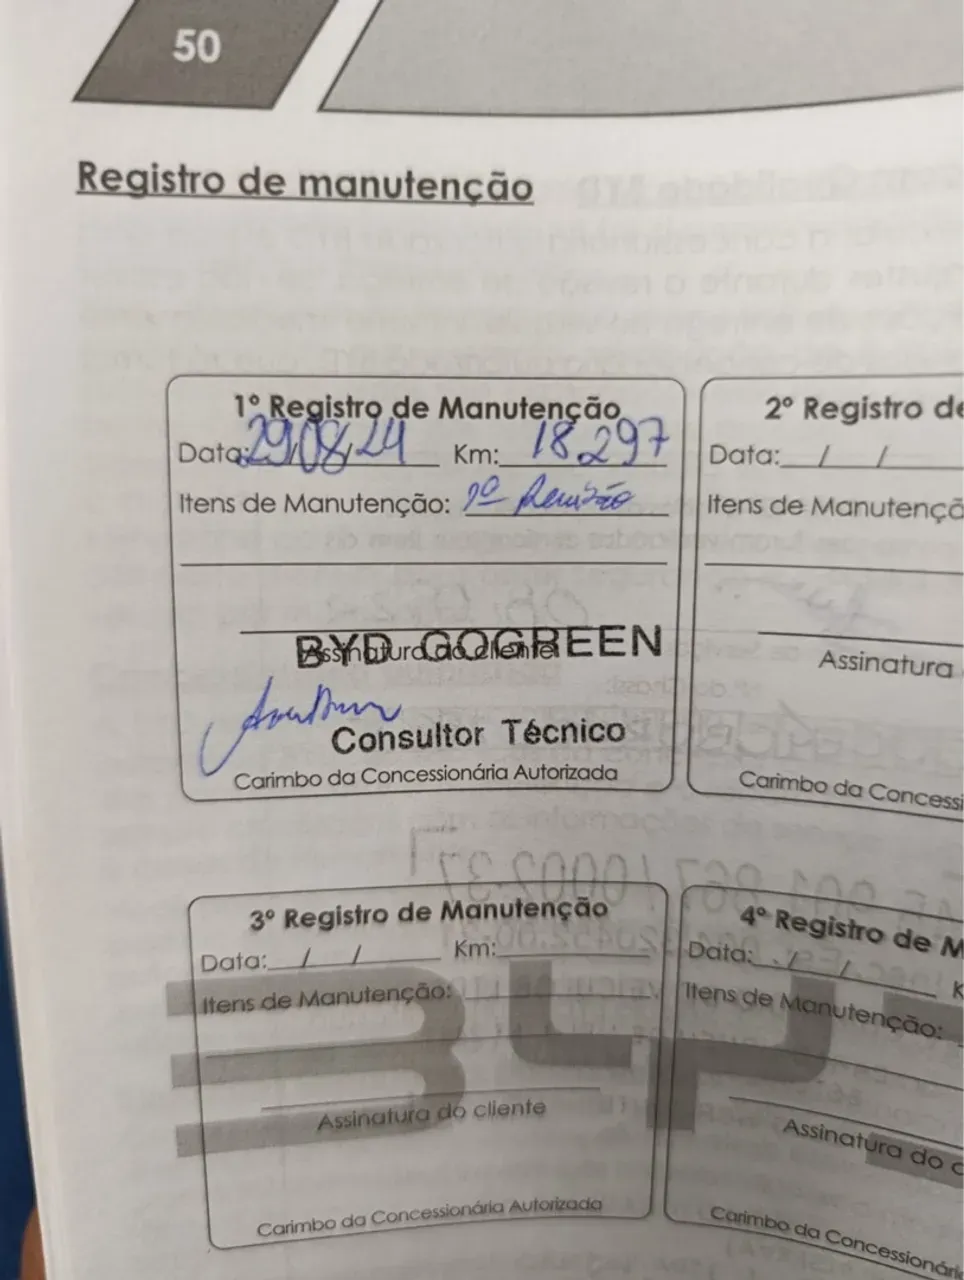 50
Registro de manutenção
1º Registro de Manutenção
Data: 29/08/24 Km: 18.297
Itens de Manutenção: 1º Revisão
Assinatura do cliente
BYD GOGREEN
Consultor Técnico
Carimbo da Concessionária Autorizada
2º Registro de
Data: / /
Itens de Manutençã
Assinatura
Carimbo da Concessi
3º Registro de Manutenção
Data: / / Km:
Itens de Manutenção:
Assinatura do cliente
Carimbo da Concessionária Autorizada
4º Registro de M
Data: / / K
Itens de Manutenção:
Assinatura do c
Carimbo da Concessionári